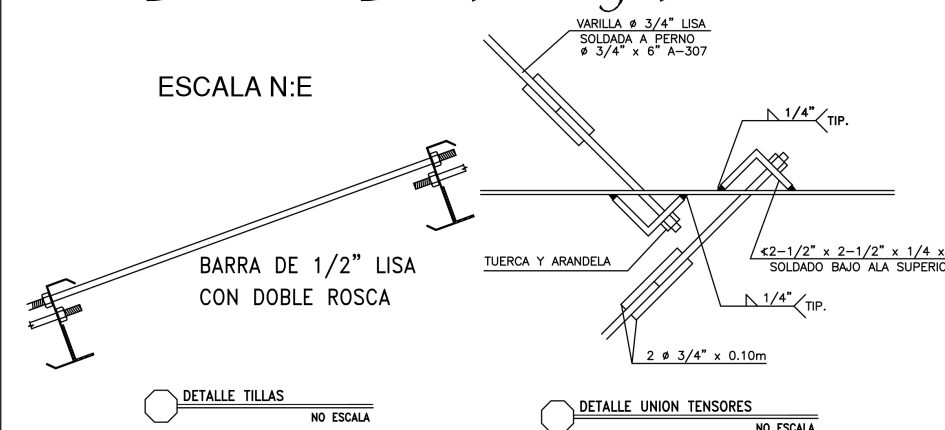 VARILLA ø 3/4" LISA
SOLDADA A PERNO
ø 3/4" x 6" A-307
ESCALA N:E
1/4" TIP.
BARRA DE 1/2" LISA
CON DOBLE ROSCA
TUERCA Y ARANDELA
∢2-1/2" x 2-1/2" x 1/4 x
SOLDADO BAJO ALA SUPERIO
1/4" TIP.
2 ø 3/4" x 0.10m
DETALLE TILLAS
NO ESCALA
DETALLE UNION TENSORES
NO ESCALA